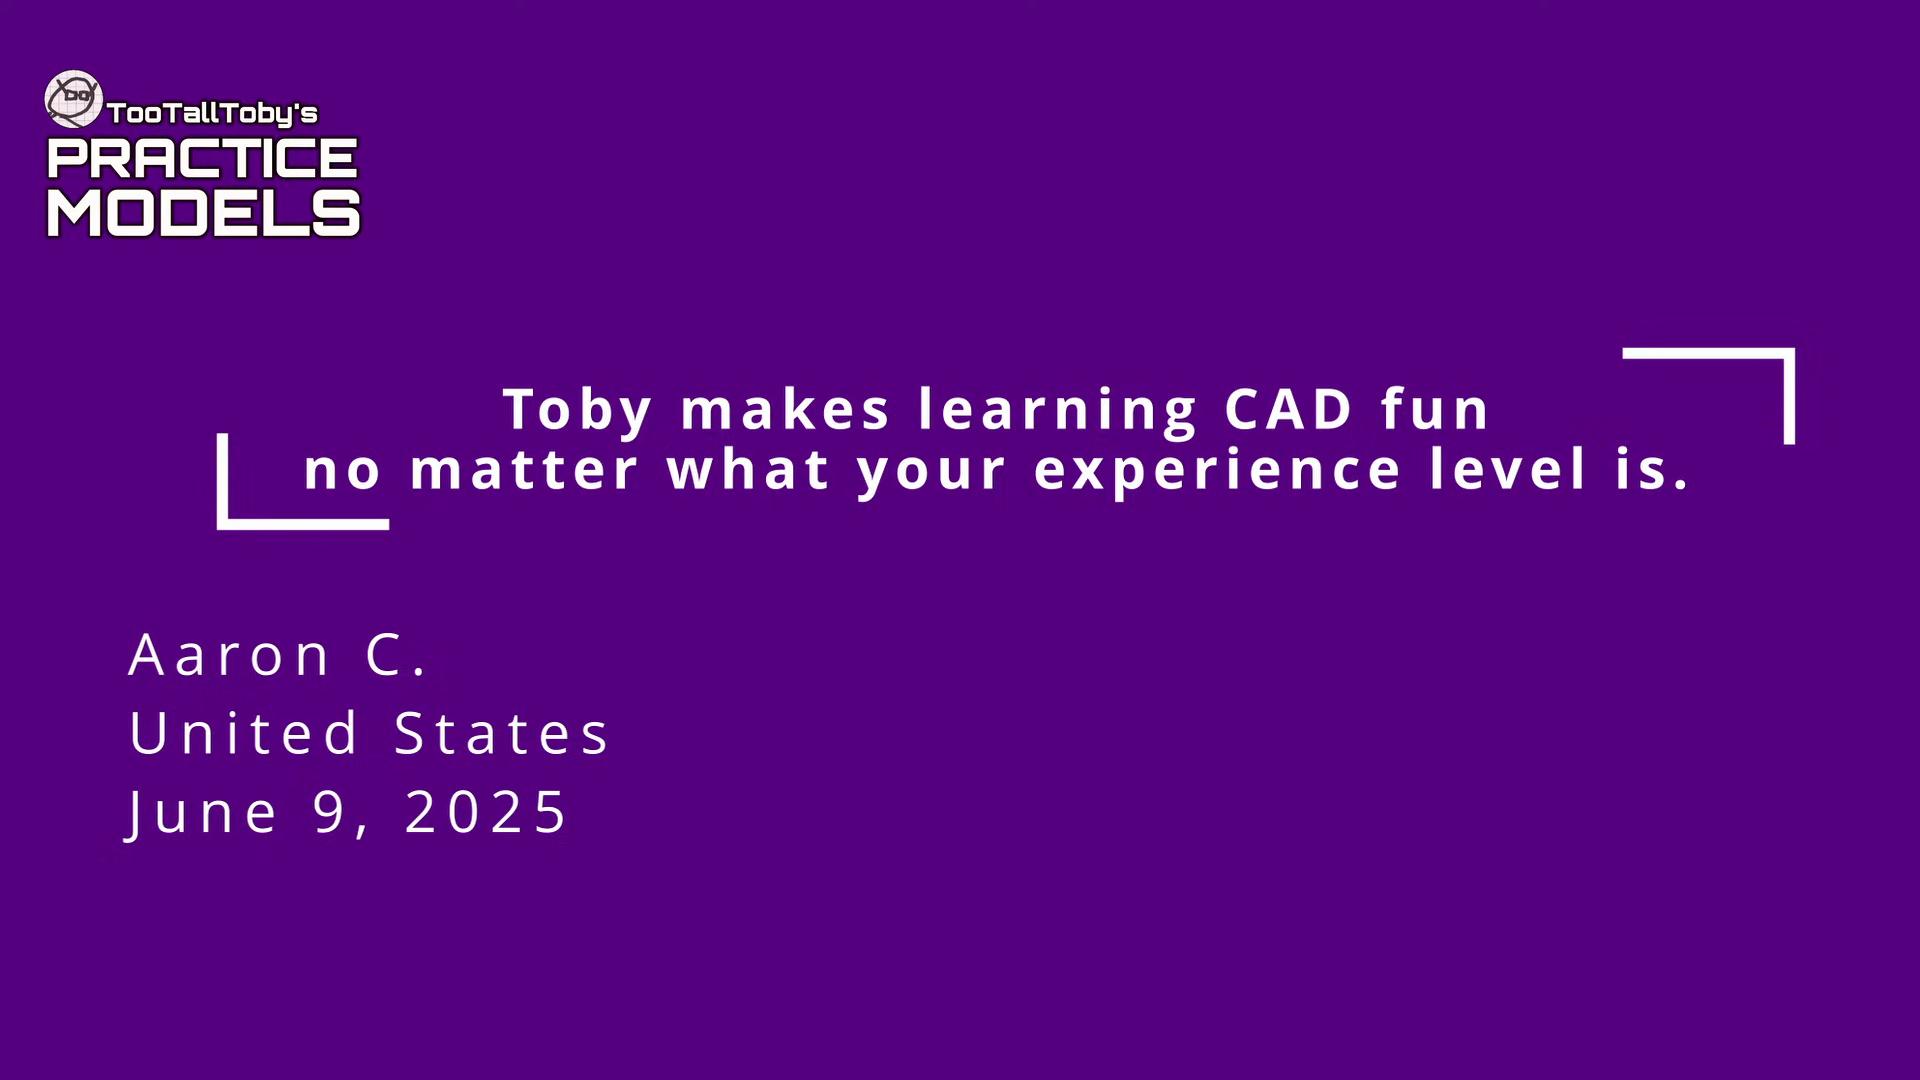 TooTallToby's
PRACTICE
MODELS
Toby makes learning CAD fun
no matter what your experience level is.
Aaron C.
United States
June 9, 2025